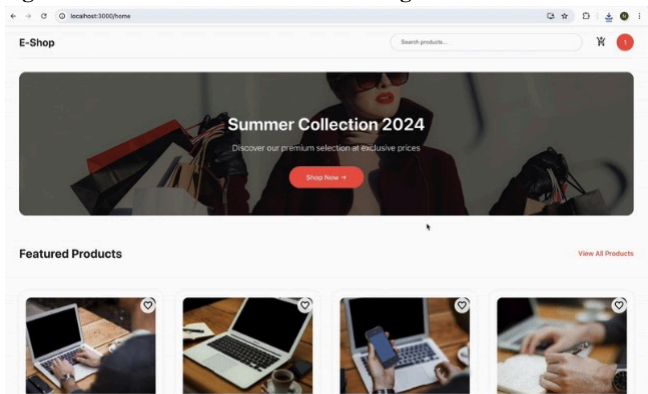 localhost:3000/home
E-Shop
Search products...
1
Summer Collection 2024
Discover our premium selection at exclusive prices
Shop Now →
Featured Products
View All Products